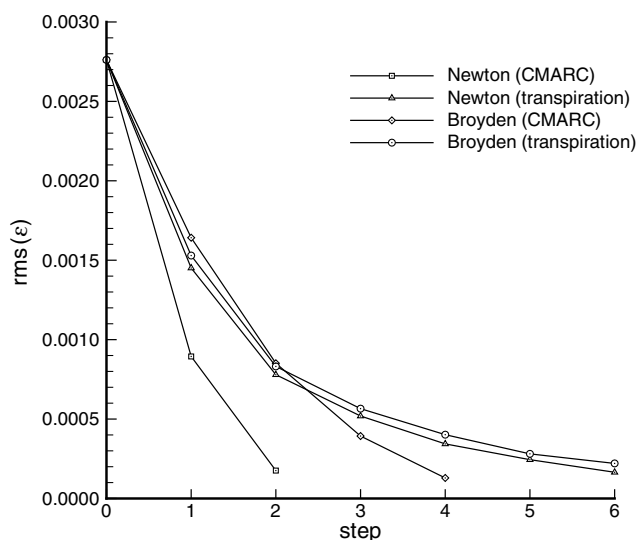 0.0030
0.0025
0.0020
0.0015
0.0010
0.0005
0.0000
rms(ε)
Newton (CMARC)
Newton (transpiration)
Broyden (CMARC)
Broyden (transpiration)
0 1 2 3 4 5 6
step